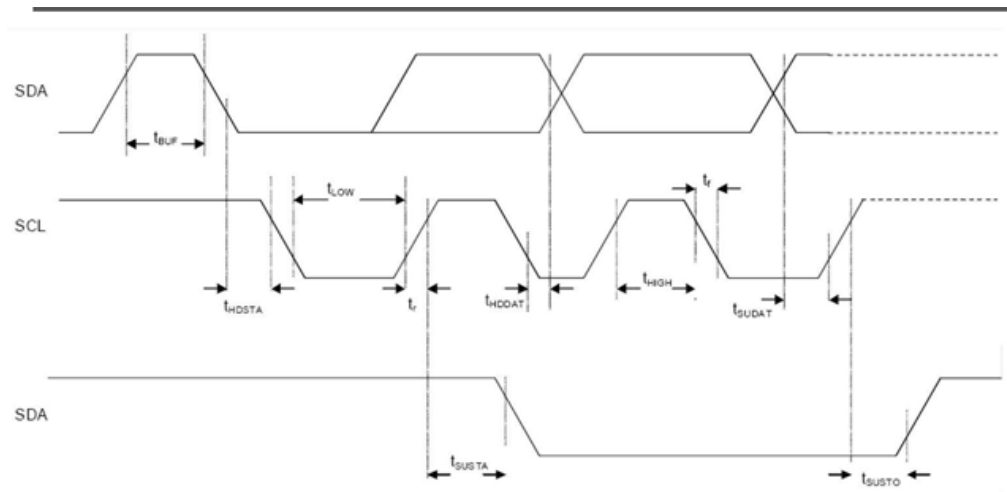 SDA
tBUF
tLOW
tf
SCL
tHDSTA
tr
tHDDAT
tHIGH
tSUDAT
SDA
tSUSTA
tSUSTO